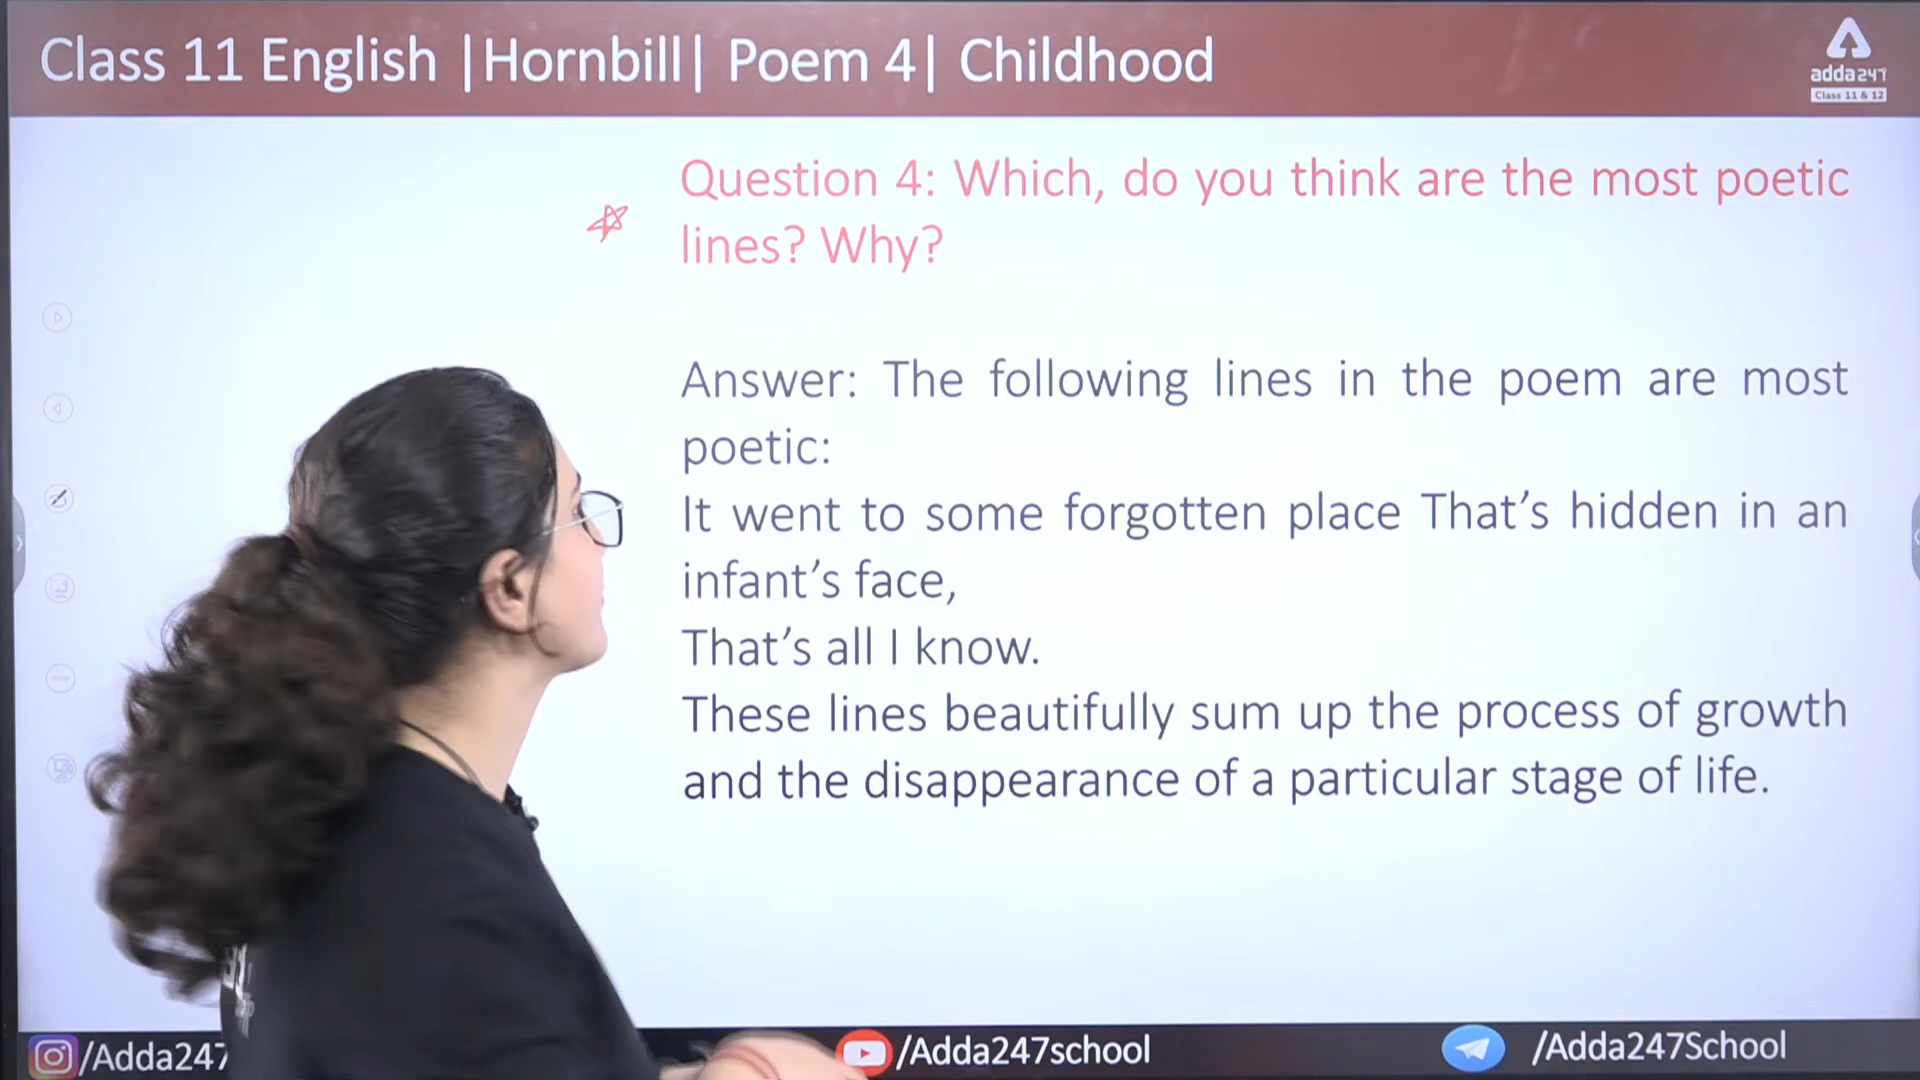 Class 11 English |Hornbill| Poem 4| Childhood
adda247
Class 11 & 12
Question 4: Which, do you think are the most poetic
lines? Why?
Answer: The following lines in the poem are most
poetic:
It went to some forgotten place That's hidden in an
infant's face,
That's all I know.
These lines beautifully sum up the process of growth
and the disappearance of a particular stage of life.
/Adda247
/Adda247school
/Adda247School